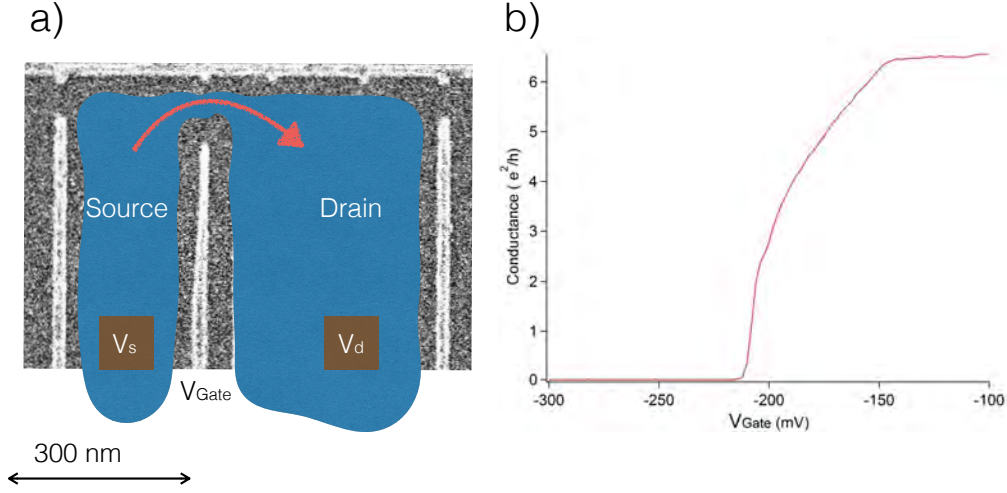 a)
Source
Drain
Vs
Vd
VGate
300 nm
b)
Conductance ( e²/h)
6
5
4
3
2
1
0
-300
-250
-200
-150
-100
VGate (mV)